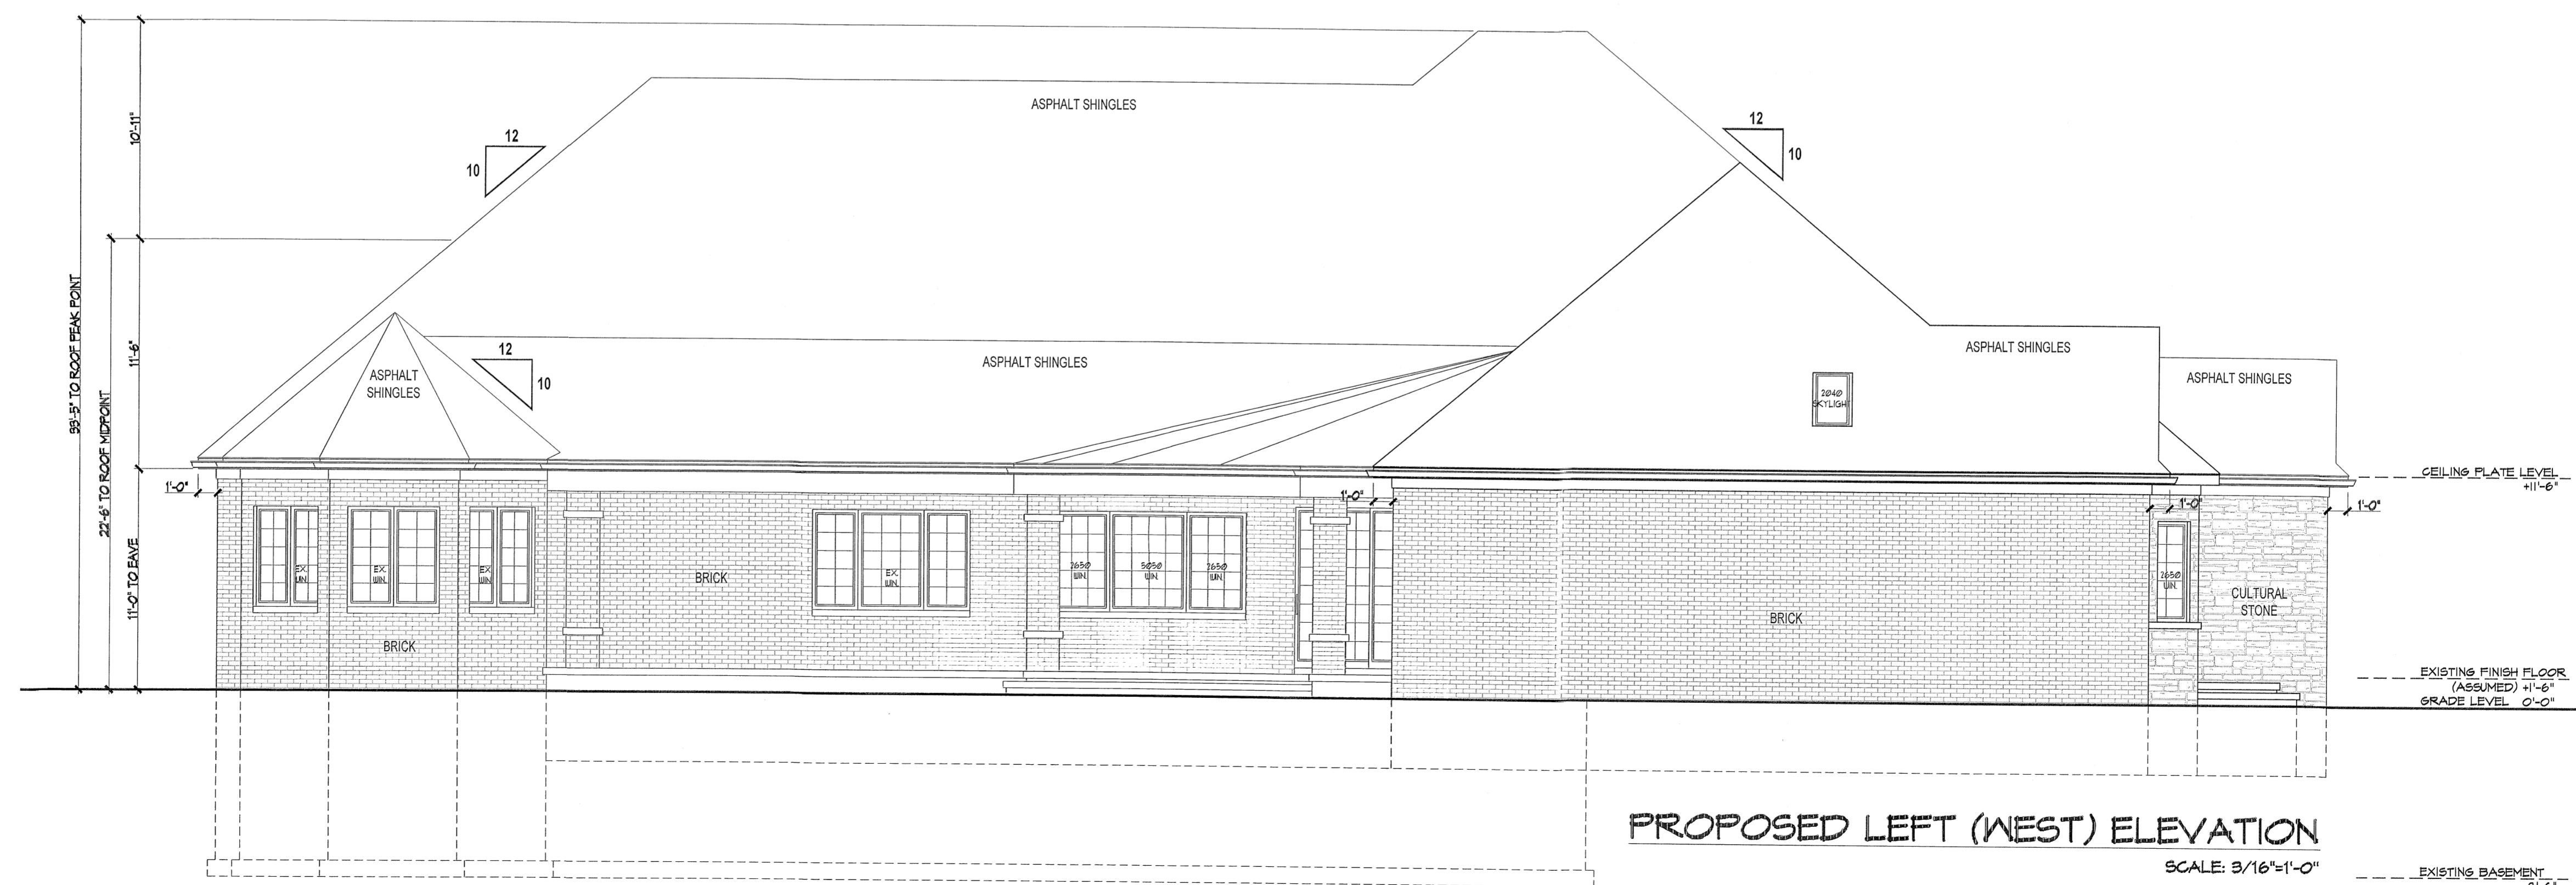 ASPHALT SHINGLES
12
10
12
10
10'-11"
33'-5" TO ROOF PEAK POINT
22'-6" TO ROOF MIDPOINT
11'-6"
11'-0" TO EAVE
ASPHALT
SHINGLES
12
10
ASPHALT SHINGLES
ASPHALT SHINGLES
ASPHALT SHINGLES
2040
SKYLIGHT
CEILING PLATE LEVEL
+11'-6"
1'-0"
1'-0"
1'-0"
1'-0"
EX.
WIN.
EX.
WIN.
EX.
WIN.
BRICK
BRICK
EX.
WIN.
2650
WIN.
5050
WIN.
2650
WIN.
BRICK
2650
WIN.
CULTURAL
STONE
EXISTING FINISH FLOOR
(ASSUMED) +1'-6"
GRADE LEVEL 0'-0"
PROPOSED LEFT (WEST) ELEVATION
SCALE: 3/16"=1'-0"
EXISTING BASEMENT